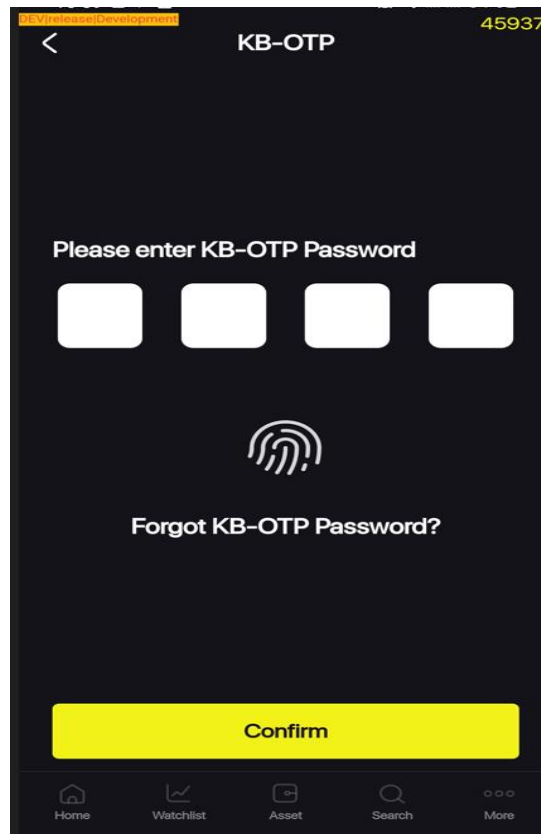 DEV|release|Development
45937
KB-OTP
Please enter KB-OTP Password
Forgot KB-OTP Password?
Confirm
Home Watchlist Asset Search More